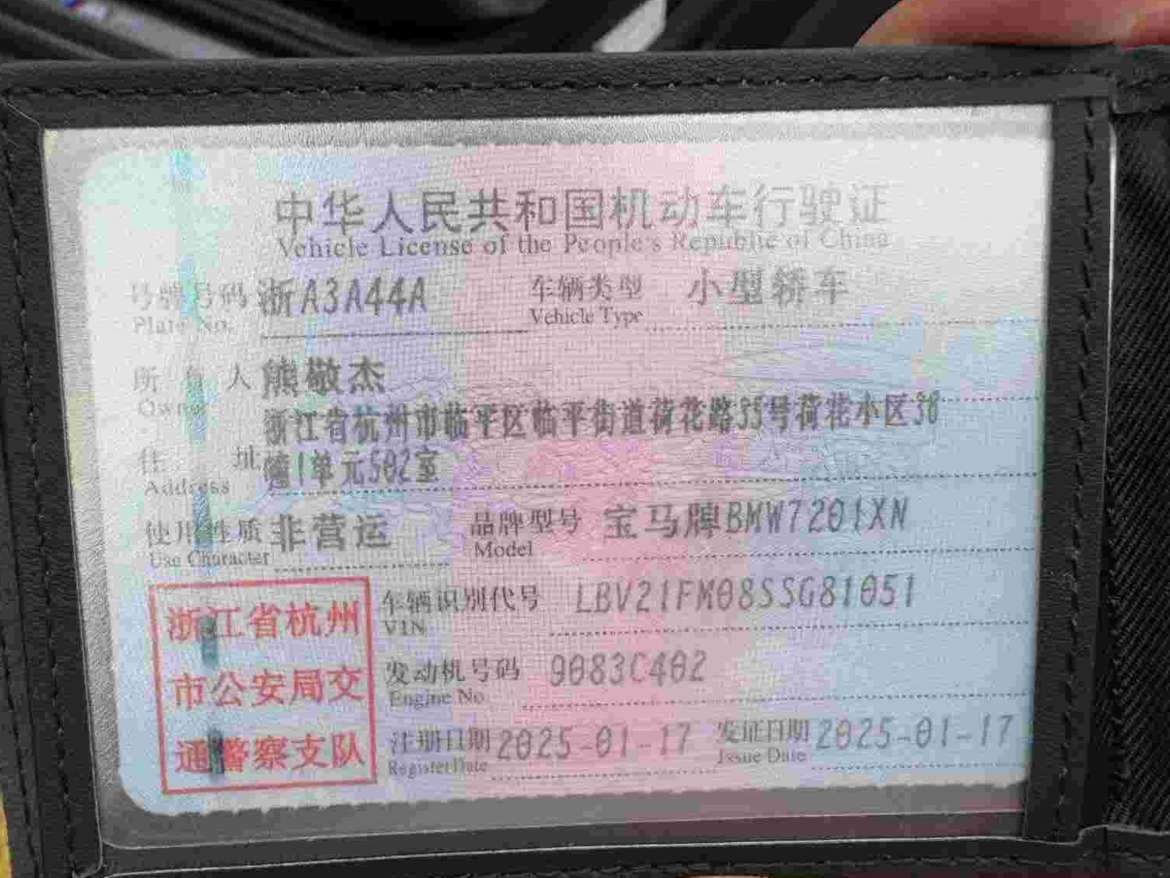 中华人民共和国机动车行驶证
Vehicle License of the People's Republic of China
号牌号码 浙A3A44A 车辆类型 小型轿车
Plate No. Vehicle Type
所有人 熊敬杰
Owner
浙江省杭州市临平区临平街道荷花路35号荷花小区38
住址 幢1单元502室
Address
使用性质 非营运 品牌型号 宝马牌BMW7201XN
Use Character Model
浙江省杭州 车辆识别代号 LBV21FM08SSG81051
VIN
市公安局交 发动机号码 9083C402
Engine No
通警察支队 注册日期 2025-01-17 发证日期 2025-01-17
Register Date Issue Date